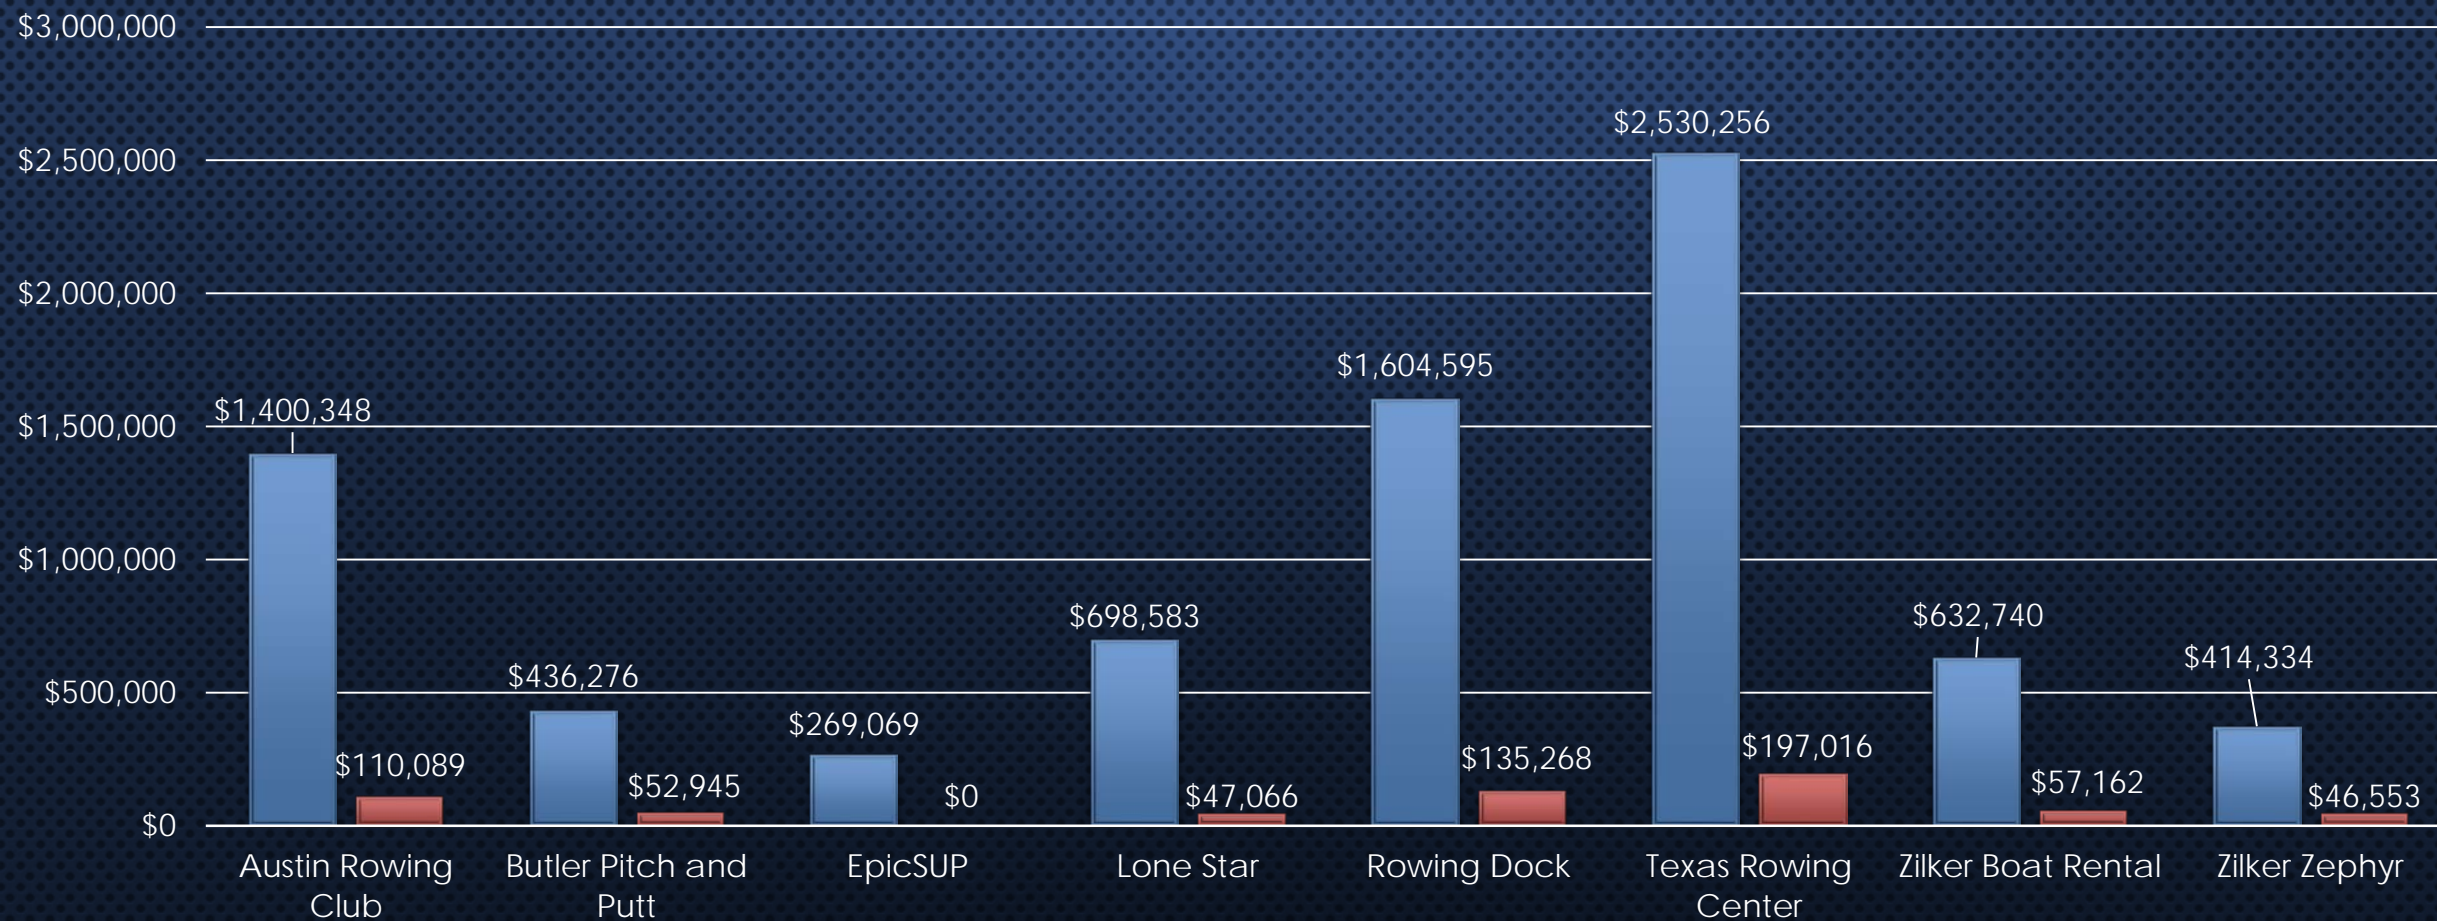 $3,000,000
$2,500,000
$2,000,000
$1,500,000
$1,000,000
$500,000
$0
$1,400,348
$110,089
$436,276
$52,945
$269,069
$0
$698,583
$47,066
$1,604,595
$135,268
$2,530,256
$197,016
$632,740
$57,162
$414,334
$46,553
Austin Rowing
Club
Butler Pitch and
Putt
EpicSUP
Lone Star
Rowing Dock
Texas Rowing
Center
Zilker Boat Rental
Zilker Zephyr